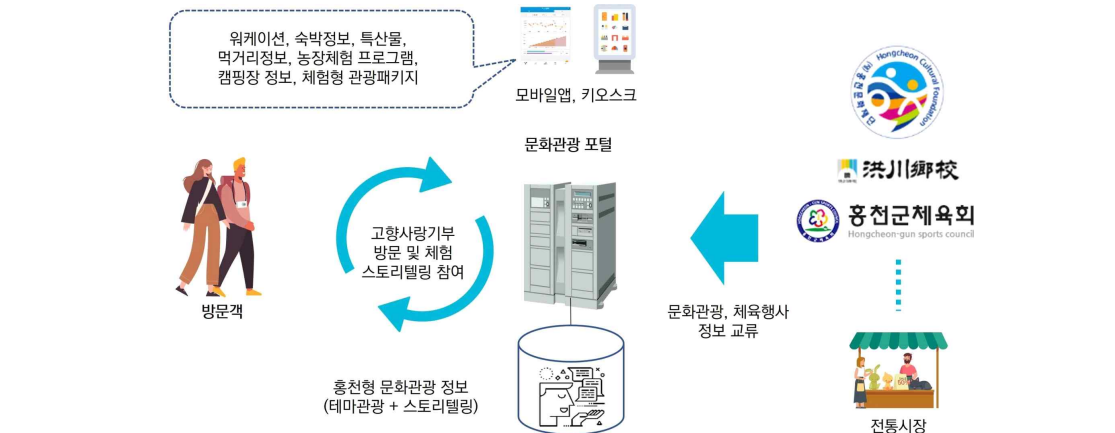 워케이션, 숙박정보, 특산물,
먹거리정보, 농장체험 프로그램,
캠핑장 정보, 체험형 관광패키지
모바일앱, 키오스크
문화관광 포털
방문객
고향사랑기부
방문 및 체험
스토리텔링 참여
홍천형 문화관광 정보
(테마관광 + 스토리텔링)
문화관광, 체육행사
정보 교류
Hongcheon Cultural Foundation
洪川鄕校
홍천군체육회
Hongcheon-gun sports council
전통시장